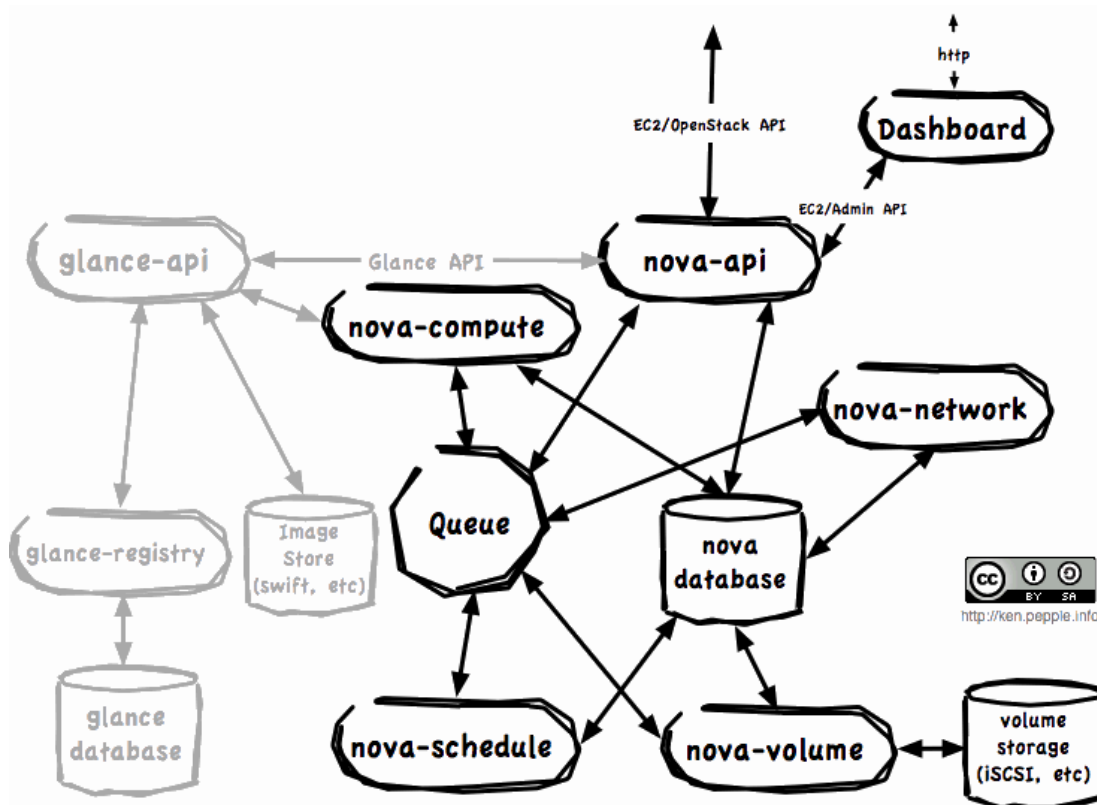 http
EC2/OpenStack API
Dashboard
EC2/Admin API
glance-api
Glance API
nova-api
nova-compute
nova-network
Queue
nova
database
Image
Store
(swift, etc)
glance-registry
cc
BY SA
http://ken.pepple.info
glance
database
nova-schedule
nova-volume
volume
storage
(iSCSI, etc)